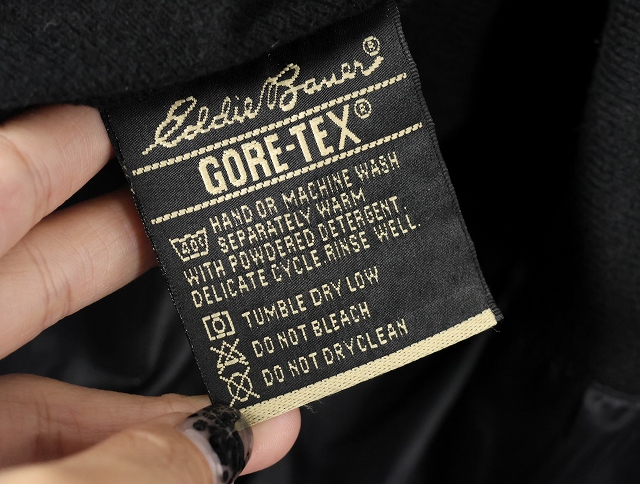 Eddie Bauer®
GORE-TEX®
HAND OR MACHINE WASH
SEPARATELY WARM
40°
WITH POWDERED DETERGENT.
DELICATE CYCLE.RINSE WELL.
TUMBLE DRY LOW
DO NOT BLEACH
DO NOT DRYCLEAN